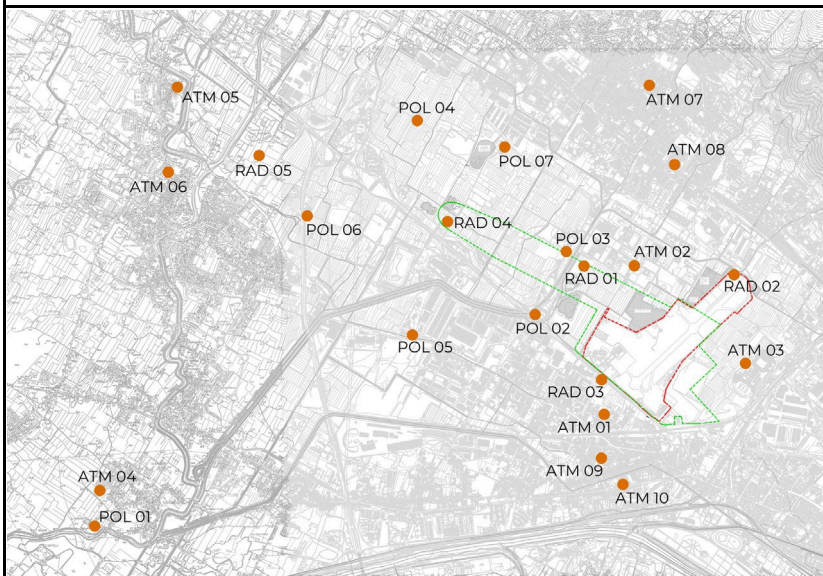 ATM 05
ATM 07
POL 04
ATM 08
POL 07
RAD 05
ATM 06
POL 06
RAD 04
POL 03
ATM 02
RAD 01
RAD 02
POL 02
POL 05
ATM 03
RAD 03
ATM 01
ATM 09
ATM 04
ATM 10
POL 01